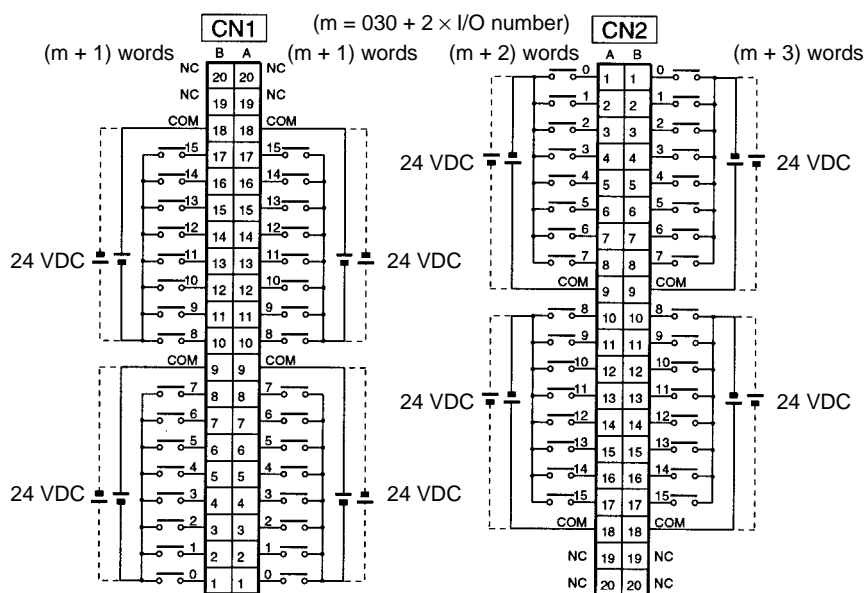 CN1
(m = 030 + 2 × I/O number)
CN2
(m + 1) words
B A
(m + 1) words
NC 20 20 NC
NC 19 19 NC
COM 18 18 COM
15 17 17 15
14 16 16 14
13 15 15 13
12 14 14 12
24 VDC 11 13 13 11 24 VDC
10 12 12 10
9 11 11 9
8 10 10 8
COM 9 9 COM
7 8 8 7
6 7 7 6
5 6 6 5
4 5 5 4
24 VDC 3 4 4 3 24 VDC
2 3 3 2
1 2 2 1
0 1 1 0
(m + 2) words
A B
(m + 3) words
0 1 1 0
1 2 2 1
2 3 3 2
24 VDC 3 4 4 3 24 VDC
4 5 5 4
5 6 6 5
6 7 7 6
7 8 8 7
COM 9 9 COM
8 10 10 8
9 11 11 9
10 12 12 10
24 VDC 11 13 13 11 24 VDC
12 14 14 12
13 15 15 13
14 16 16 14
15 17 17 15
COM 18 18 COM
NC 19 19 NC
NC 20 20 NC